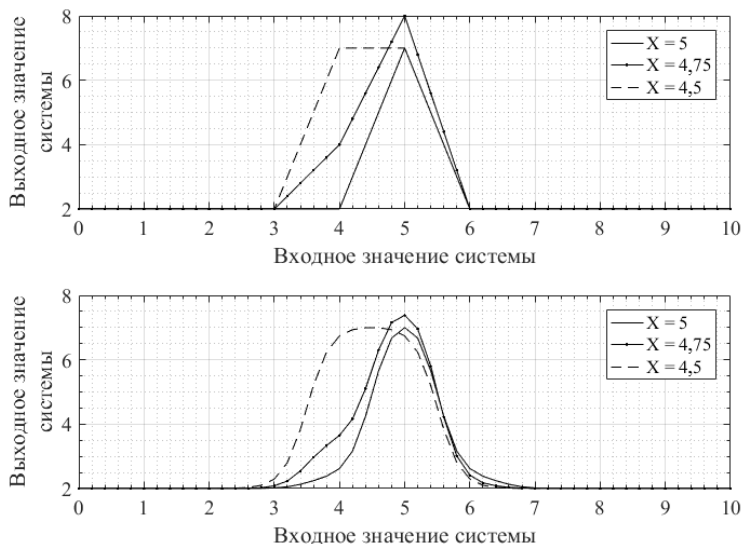 8
6
4
2
Выходное значение
системы
X = 5
X = 4,75
X = 4,5
0 1 2 3 4 5 6 7 8 9 10
Входное значение системы
8
6
4
2
Выходное значение
системы
X = 5
X = 4,75
X = 4,5
0 1 2 3 4 5 6 7 8 9 10
Входное значение системы